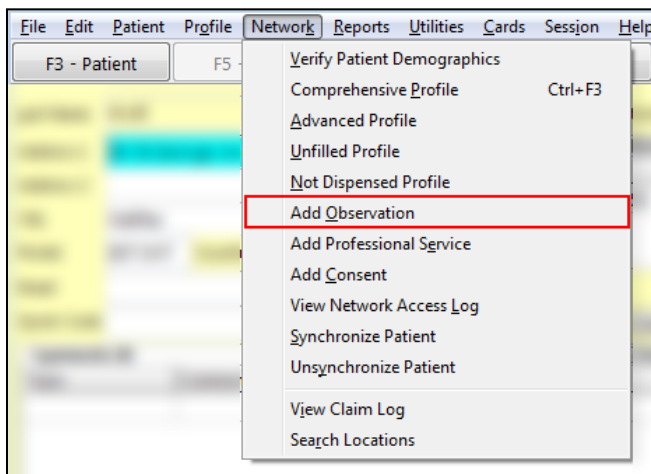 File Edit Patient Profile Network Reports Utilities Cards Session Help
F3 - Patient F5 -
Verify Patient Demographics
Comprehensive Profile Ctrl+F3
Advanced Profile
Unfilled Profile
Not Dispensed Profile
Add Observation
Add Professional Service
Add Consent
View Network Access Log
Synchronize Patient
Unsynchronize Patient
View Claim Log
Search Locations